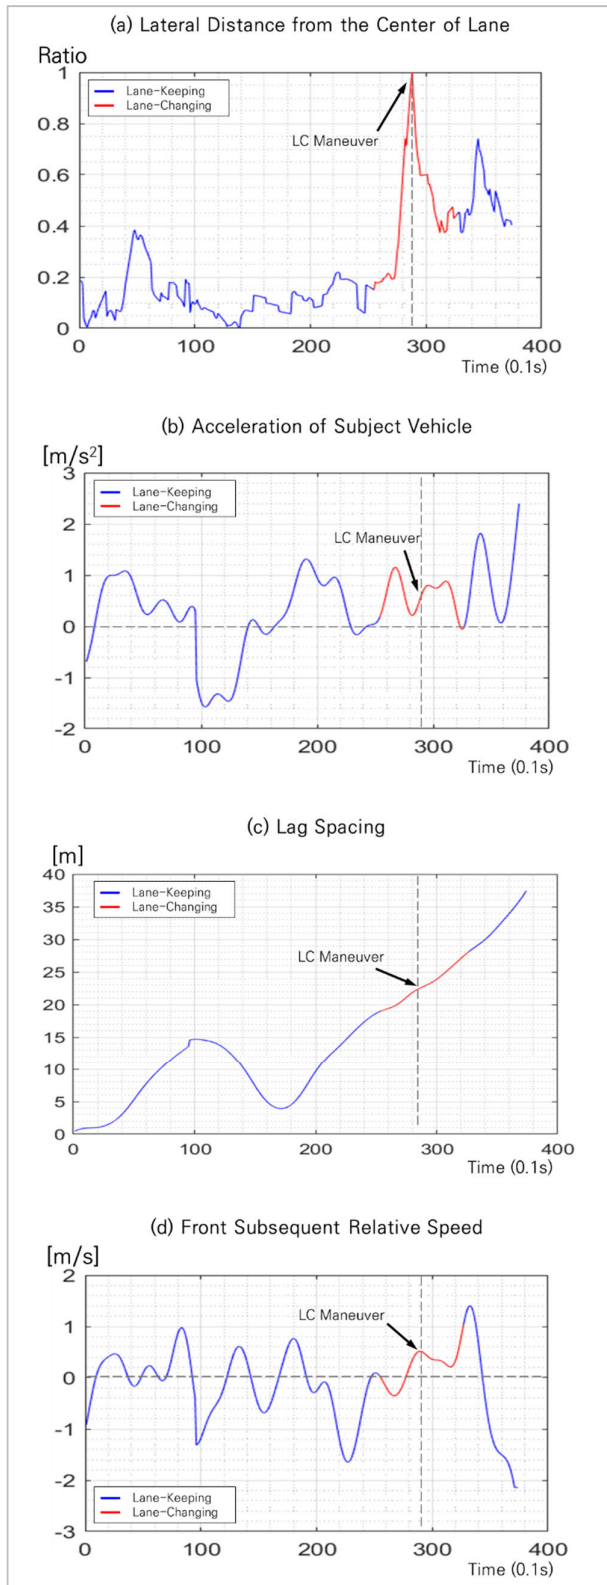 (a) Lateral Distance from the Center of Lane
Ratio
1
Lane-Keeping
Lane-Changing
0.8
LC Maneuver
0.6
0.4
0.2
0
0 100 200 300 400
Time (0.1s)
(b) Acceleration of Subject Vehicle
[m/s²]
3
Lane-Keeping
Lane-Changing
2
LC Maneuver
1
0
-1
-2
0 100 200 300 400
Time (0.1s)
(c) Lag Spacing
[m]
40
Lane-Keeping
Lane-Changing
35
30
LC Maneuver
25
20
15
10
5
0
0 100 200 300 400
Time (0.1s)
(d) Front Subsequent Relative Speed
[m/s]
2
LC Maneuver
1
0
-1
-2
Lane-Keeping
Lane-Changing
-3
0 100 200 300 400
Time (0.1s)